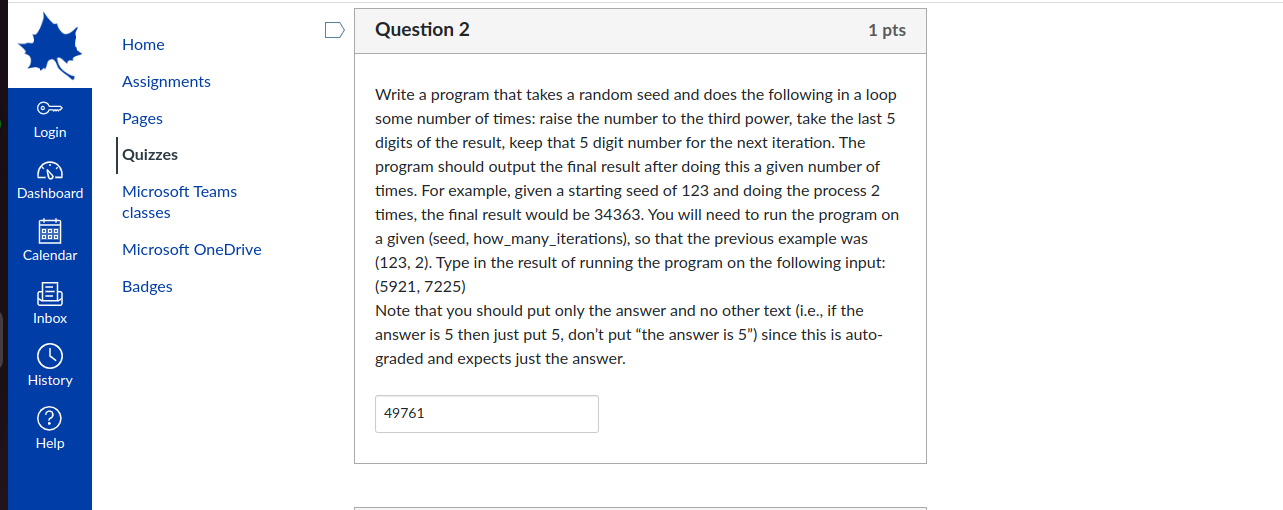 Login
Dashboard
Calendar
Inbox
History
Help
Home
Assignments
Pages
Quizzes
Microsoft Teams
classes
Microsoft OneDrive
Badges
Question 2
1 pts
Write a program that takes a random seed and does the following in a loop
some number of times: raise the number to the third power, take the last 5
digits of the result, keep that 5 digit number for the next iteration. The
program should output the final result after doing this a given number of
times. For example, given a starting seed of 123 and doing the process 2
times, the final result would be 34363. You will need to run the program on
a given (seed, how_many_iterations), so that the previous example was
(123, 2). Type in the result of running the program on the following input:
(5921, 7225)
Note that you should put only the answer and no other text (i.e., if the
answer is 5 then just put 5, don’t put “the answer is 5”) since this is auto-
graded and expects just the answer.
49761